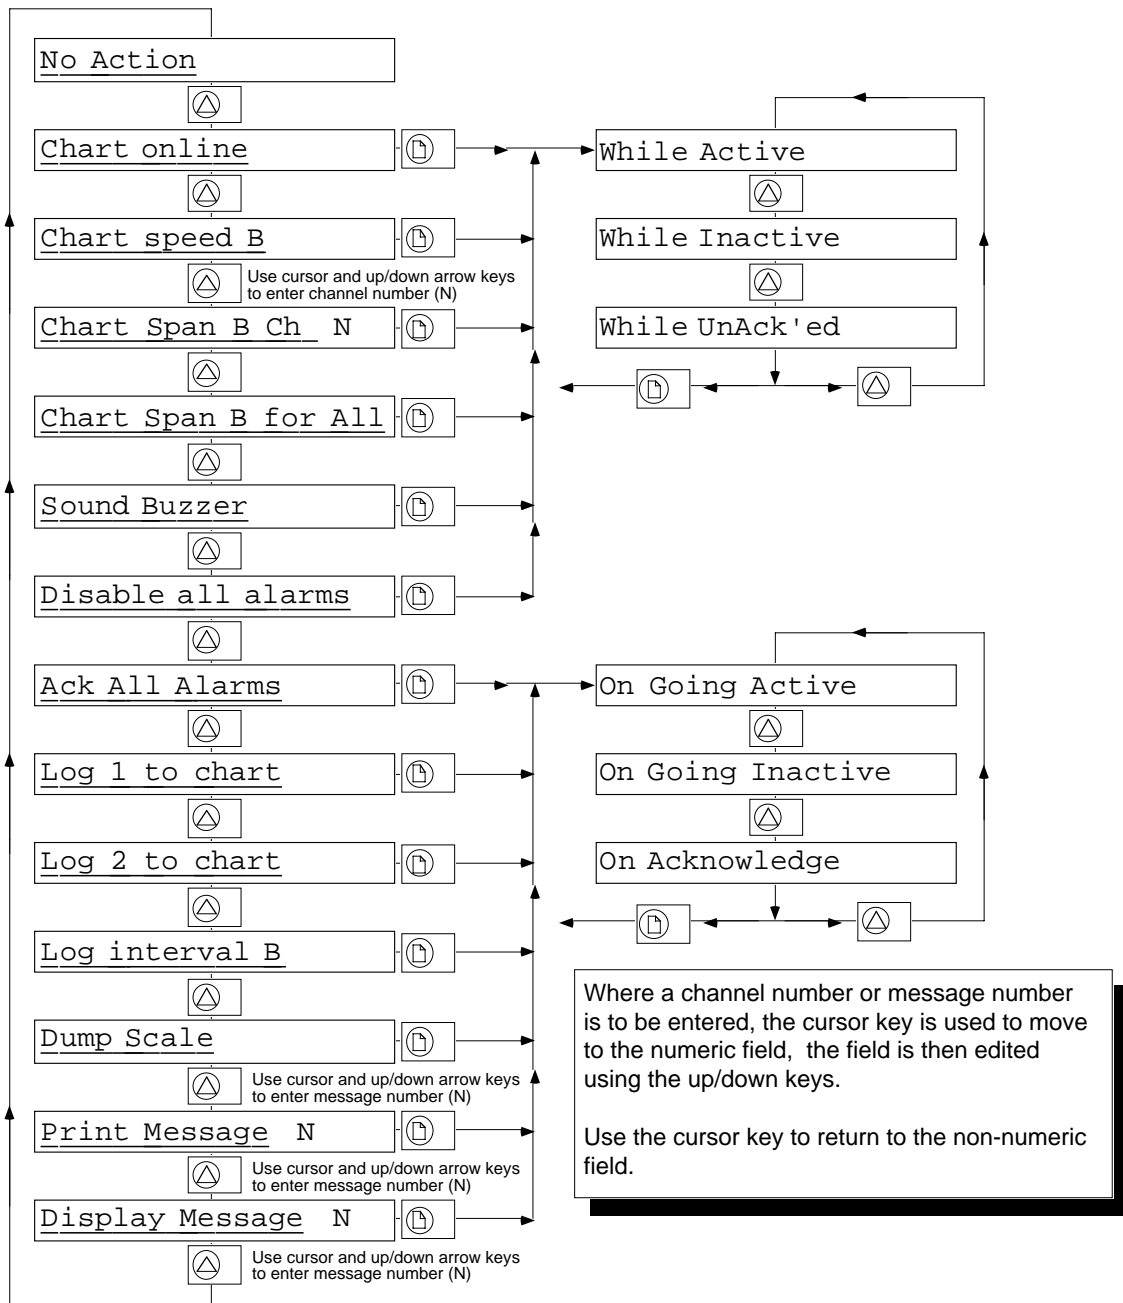 No Action
Chart online
Chart speed B
Use cursor and up/down arrow keys
to enter channel number (N)
Chart Span B Ch N
Chart Span B for All
Sound Buzzer
Disable all alarms
While Active
While Inactive
While UnAck'ed
Ack All Alarms
Log 1 to chart
Log 2 to chart
Log interval B
Dump Scale
Use cursor and up/down arrow keys
to enter message number (N)
Print Message N
Use cursor and up/down arrow keys
to enter message number (N)
Display Message N
Use cursor and up/down arrow keys
to enter message number (N)
On Going Active
On Going Inactive
On Acknowledge
Where a channel number or message number
is to be entered, the cursor key is used to move
to the numeric field, the field is then edited
using the up/down keys.
Use the cursor key to return to the non-numeric
field.